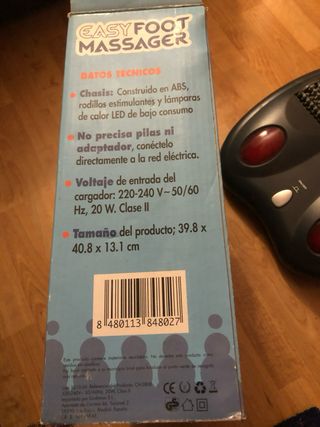 EASYFOOT
MASSAGER
DATOS TECNICOS
• Chasis: Construido en ABS,
rodillos estimulantes y lámparas
de calor LED de bajo consumo
• No precisa pilas ni
adaptador, conéctelo
directamente a la red eléctrica.
• Voltaje de entrada del
cargador: 220-240 V~50/60
Hz, 20 W. Clase II
• Tamaño del producto; 39.8 x
40.8 x 13.1 cm
8 480113 848027